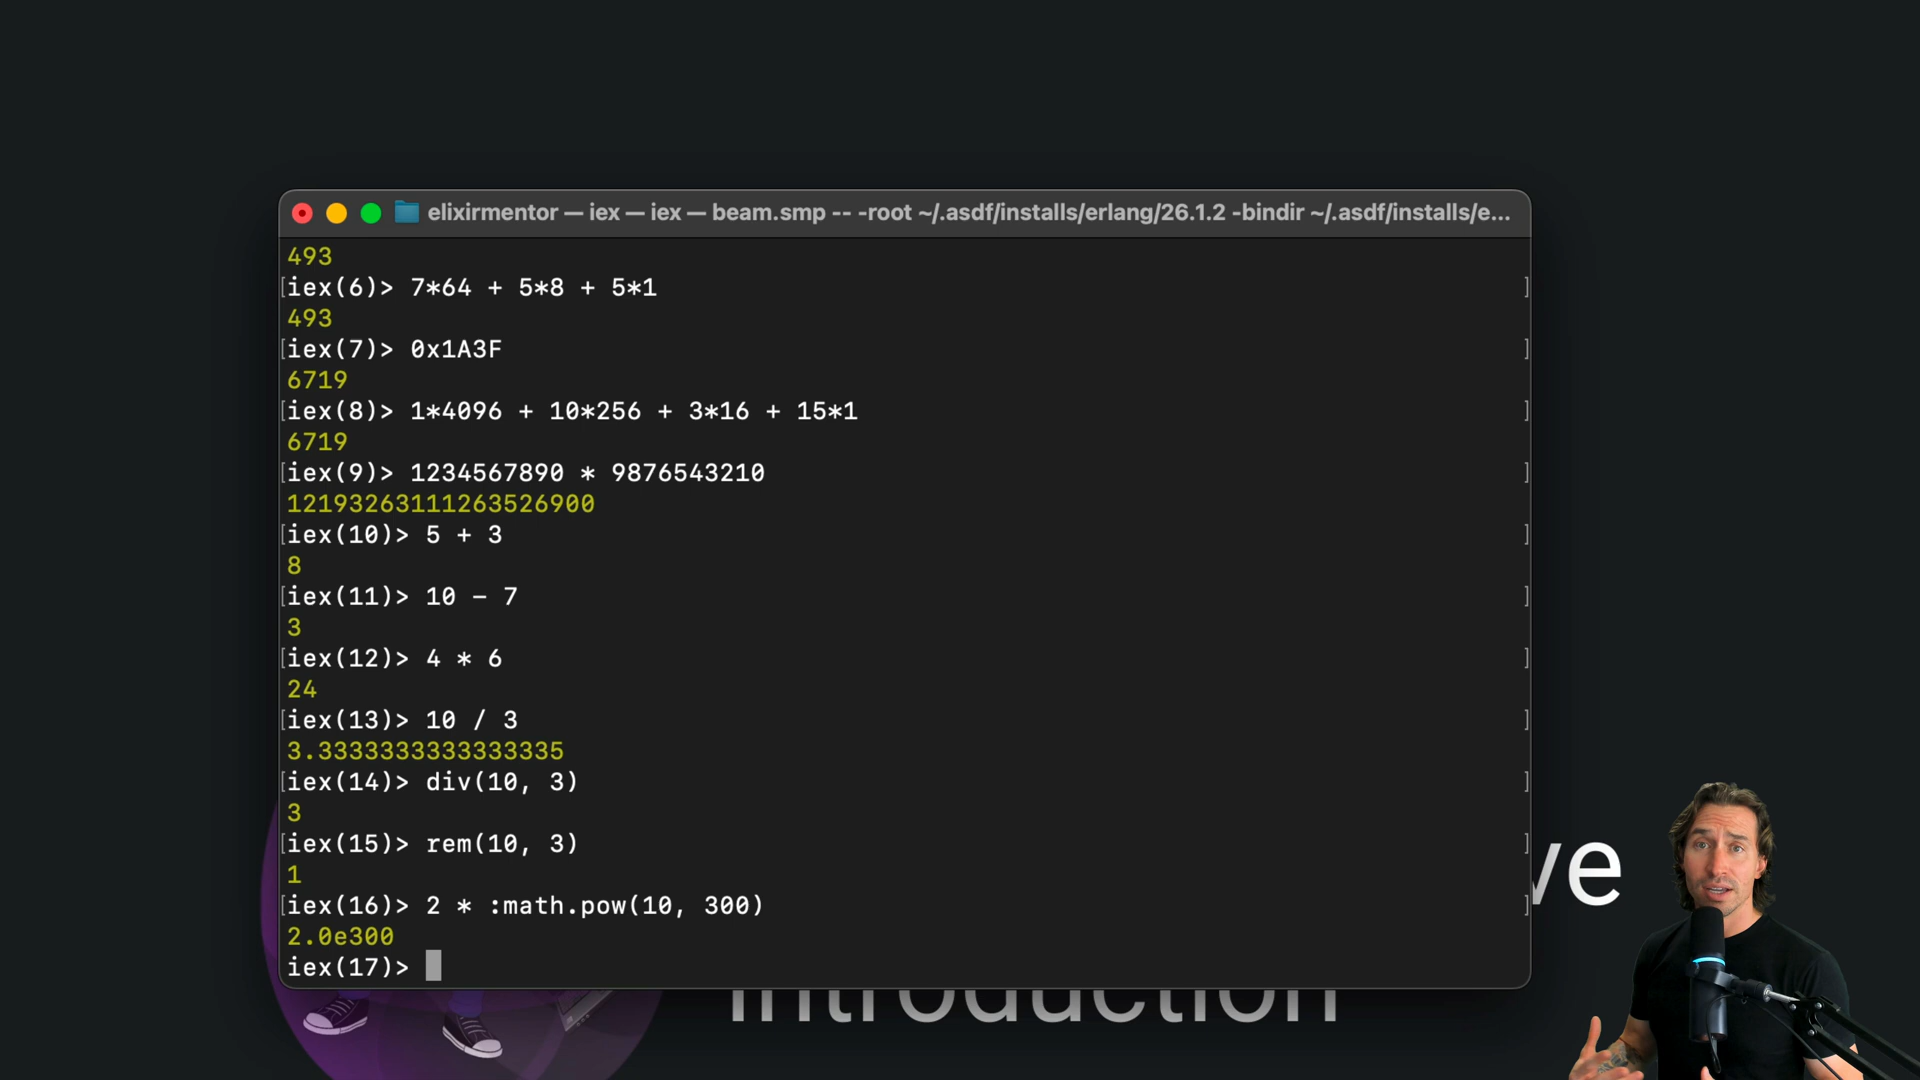 elixirmentor — iex — iex — beam.smp -- -root ~/.asdf/installs/erlang/26.1.2 -bindir ~/.asdf/installs/e...
493
[iex(6)> 7*64 + 5*8 + 5*1 ]
493
[iex(7)> 0x1A3F ]
6719
[iex(8)> 1*4096 + 10*256 + 3*16 + 15*1 ]
6719
[iex(9)> 1234567890 * 9876543210 ]
12193263111263526900
[iex(10)> 5 + 3 ]
8
[iex(11)> 10 - 7 ]
3
[iex(12)> 4 * 6 ]
24
[iex(13)> 10 / 3 ]
3.3333333333333335
[iex(14)> div(10, 3) ]
3
[iex(15)> rem(10, 3) ]
1
[iex(16)> 2 * :math.pow(10, 300) ]
2.0e300
iex(17)>
Introduction